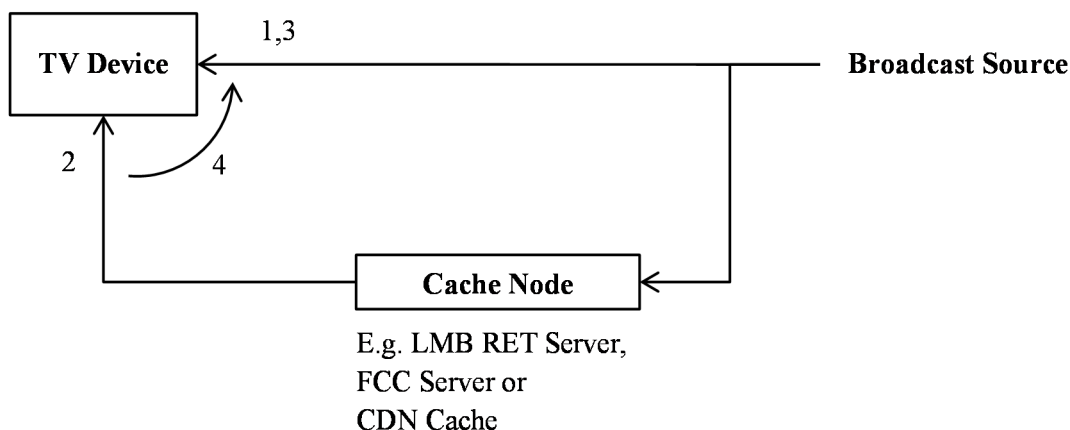 1,3
TV Device
Broadcast Source
2
4
Cache Node
E.g. LMB RET Server,
FCC Server or
CDN Cache